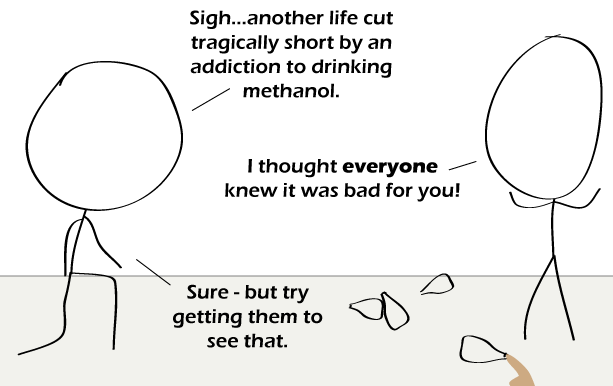 Sigh...another life cut
tragically short by an
addiction to drinking
methanol.
I thought everyone
knew it was bad for you!
Sure - but try
getting them to
see that.